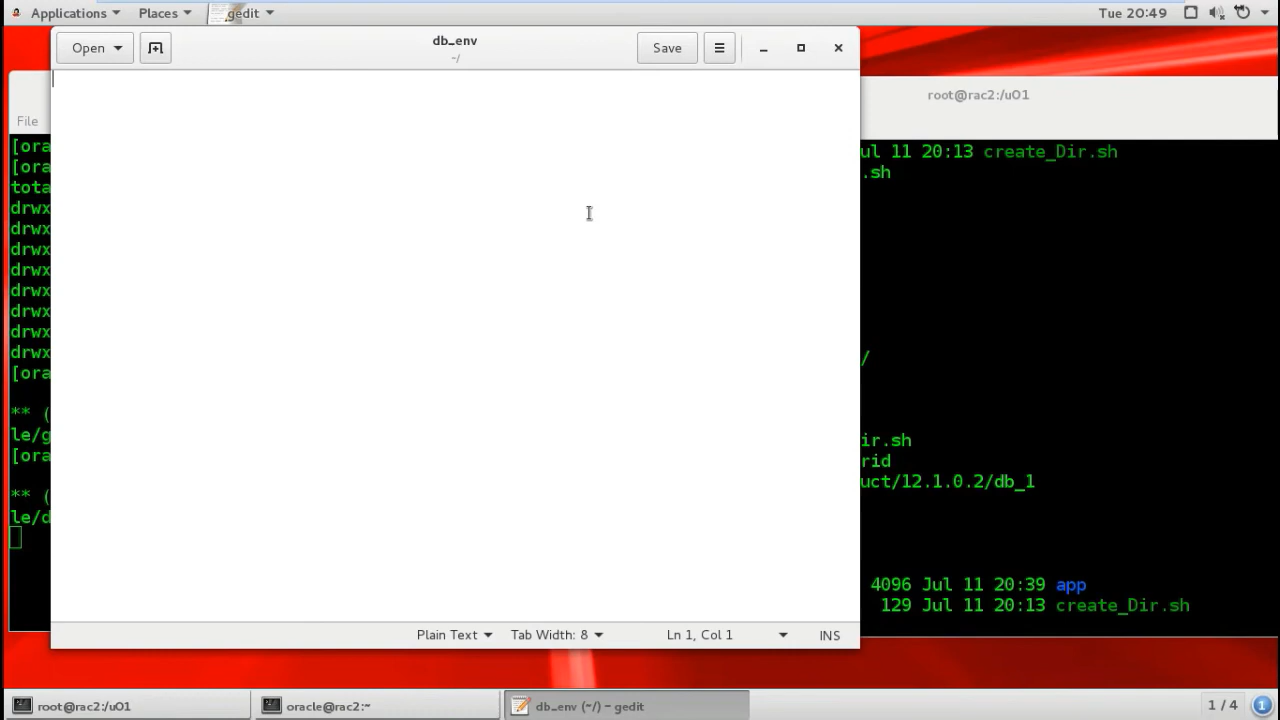 Applications
Places
gedit
Tue 20:49
Open
db_env
~/
Save
root@rac2:/u01
File
[ora
[ora
tota
drwx
drwx
drwx
drwx
drwx
drwx
drwx
drwx
[ora
** (
le/g
[ora
** (
le/d
ul 11 20:13 create_Dir.sh
.sh
/
ir.sh
rid
uct/12.1.0.2/db_1
4096 Jul 11 20:39 app
129 Jul 11 20:13 create_Dir.sh
Plain Text
Tab Width: 8
Ln 1, Col 1
INS
root@rac2:/u01
oracle@rac2:~
db_env (~/) - gedit
1 / 4
1